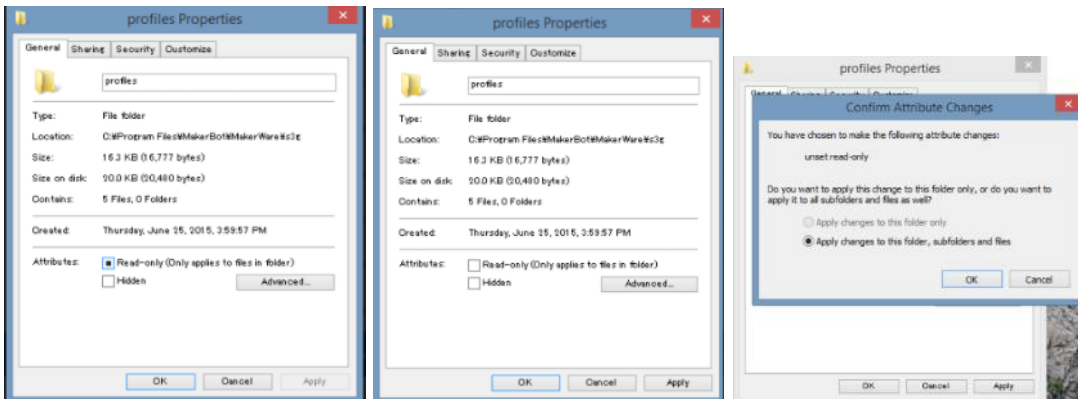 profiles Properties
General Sharing Security Customize
profiles
Type: File folder
Location: C:¥Program Files¥MakerBot¥MakerWare¥s3g
Size: 16.3 KB (16,777 bytes)
Size on disk: 20.0 KB (20,480 bytes)
Contains: 5 Files, 0 Folders
Created: Thursday, June 25, 2015, 3:59:57 PM
Attributes: Read-only (Only applies to files in folder)
Hidden Advanced...
OK Cancel Apply
profiles Properties
General Sharing Security Customize
profiles
Type: File folder
Location: C:¥Program Files¥MakerBot¥MakerWare¥s3g
Size: 16.3 KB (16,777 bytes)
Size on disk: 20.0 KB (20,480 bytes)
Contains: 5 Files, 0 Folders
Created: Thursday, June 25, 2015, 3:59:57 PM
Attributes: Read-only (Only applies to files in folder)
Hidden Advanced...
OK Cancel Apply
profiles Properties
Confirm Attribute Changes
You have chosen to make the following attribute changes:
unset read-only
Do you want to apply this change to this folder only, or do you want to
apply it to all subfolders and files as well?
Apply changes to this folder only
Apply changes to this folder, subfolders and files
OK Cancel
OK Cancel Apply